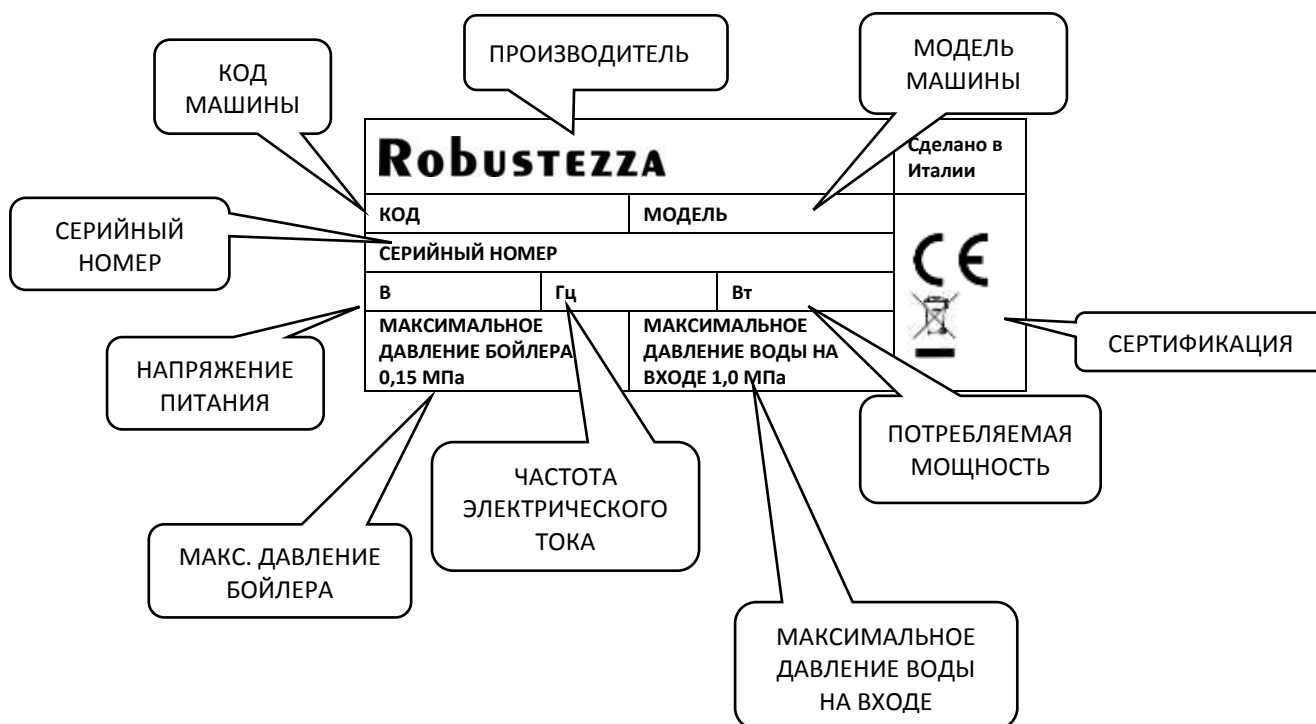 ПРОИЗВОДИТЕЛЬ
МОДЕЛЬ
МАШИНЫ
КОД
МАШИНЫ
Robustezza
Сделано в
Италии
КОД
МОДЕЛЬ
СЕРИЙНЫЙ
НОМЕР
СЕРИЙНЫЙ НОМЕР
В
Гц
Вт
CE
МАКСИМАЛЬНОЕ
ДАВЛЕНИЕ БОЙЛЕРА
0,15 МПа
МАКСИМАЛЬНОЕ
ДАВЛЕНИЕ ВОДЫ НА
ВХОДЕ 1,0 МПа
СЕРТИФИКАЦИЯ
НАПРЯЖЕНИЕ
ПИТАНИЯ
ПОТРЕБЛЯЕМАЯ
МОЩНОСТЬ
ЧАСТОТА
ЭЛЕКТРИЧЕСКОГО
ТОКА
МАКС. ДАВЛЕНИЕ
БОЙЛЕРА
МАКСИМАЛЬНОЕ
ДАВЛЕНИЕ ВОДЫ
НА ВХОДЕ